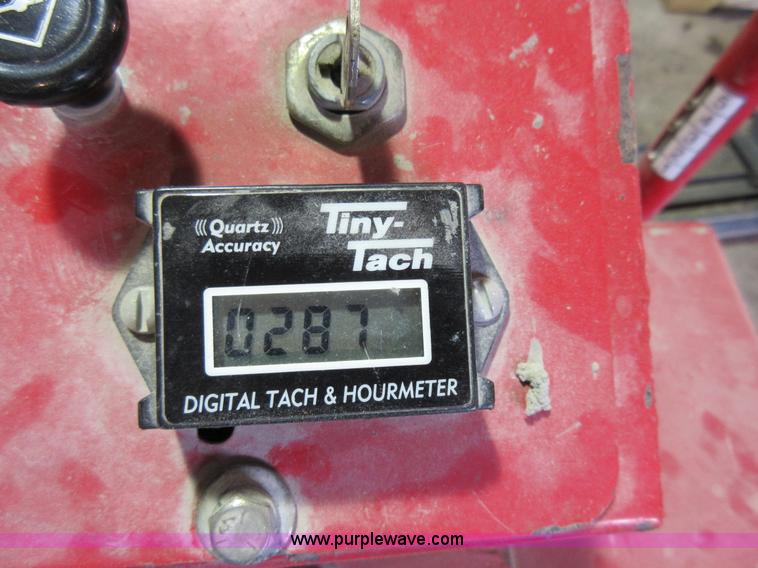 Quartz
Accuracy
Tiny-
Tach
0287
DIGITAL TACH & HOURMETER
www.purplewave.com